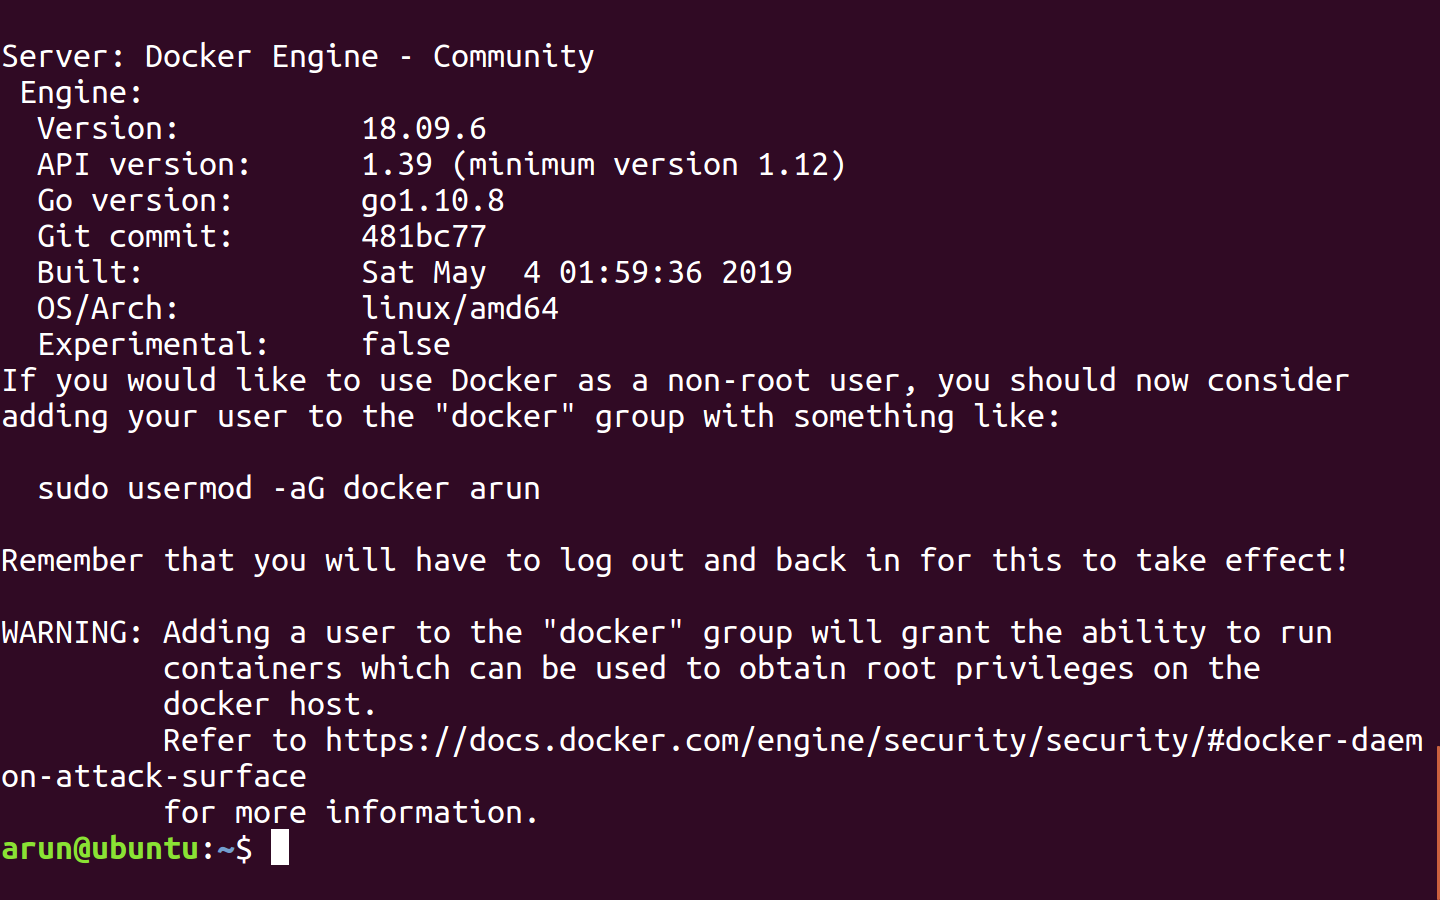 Server: Docker Engine - Community
 Engine:
  Version:          18.09.6
  API version:      1.39 (minimum version 1.12)
  Go version:       go1.10.8
  Git commit:       481bc77
  Built:            Sat May  4 01:59:36 2019
  OS/Arch:          linux/amd64
  Experimental:     false
If you would like to use Docker as a non-root user, you should now consider
adding your user to the "docker" group with something like:

  sudo usermod -aG docker arun

Remember that you will have to log out and back in for this to take effect!

WARNING: Adding a user to the "docker" group will grant the ability to run
         containers which can be used to obtain root privileges on the
         docker host.
         Refer to https://docs.docker.com/engine/security/security/#docker-daem
on-attack-surface
         for more information.
arun@ubuntu:~$